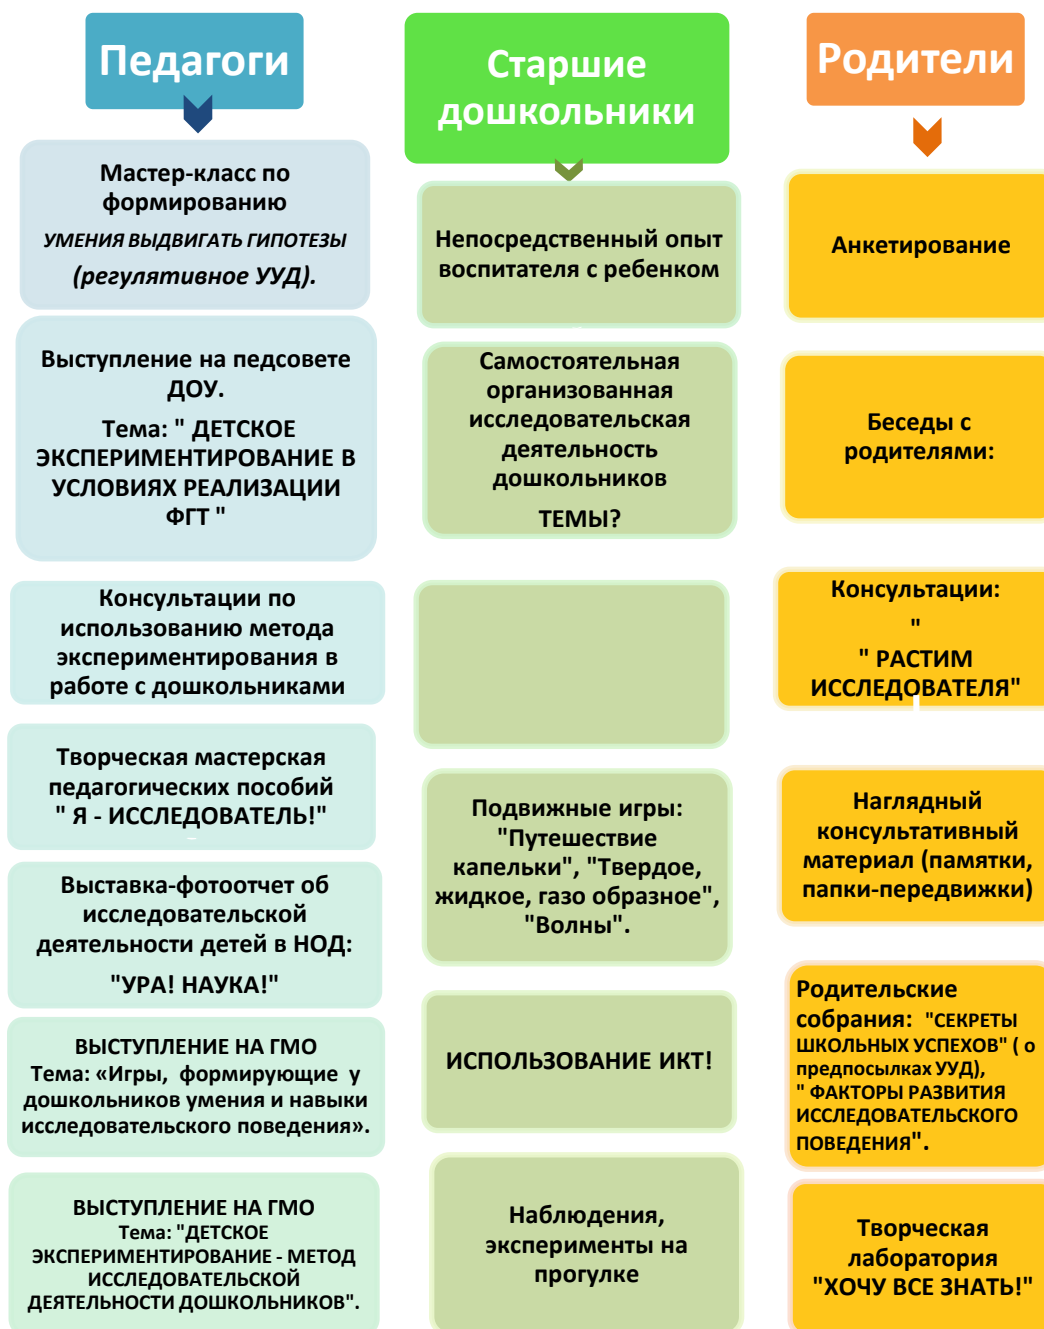 Педагоги
Мастер-класс по
формированию
УМЕНИЯ ВЫДВИГАТЬ ГИПОТЕЗЫ
(регулятивное УУД).
Выступление на педсовете
ДОУ.
Тема: " ДЕТСКОЕ
ЭКСПЕРИМЕНТИРОВАНИЕ В
УСЛОВИЯХ РЕАЛИЗАЦИИ
ФГТ "
Консультации по
использованию метода
экспериментирования в
работе с дошкольниками
Творческая мастерская
педагогических пособий
" Я - ИССЛЕДОВАТЕЛЬ!"
Выставка-фотоотчет об
исследовательской
деятельности детей в НОД:
"УРА! НАУКА!"
ВЫСТУПЛЕНИЕ НА ГМО
Тема: «Игры, формирующие у
дошкольников умения и навыки
исследовательского поведения».
ВЫСТУПЛЕНИЕ НА ГМО
Тема: "ДЕТСКОЕ
ЭКСПЕРИМЕНТИРОВАНИЕ - МЕТОД
ИССЛЕДОВАТЕЛЬСКОЙ
ДЕЯТЕЛЬНОСТИ ДОШКОЛЬНИКОВ".
Старшие
дошкольники
Непосредственный опыт
воспитателя с ребенком
Самостоятельная
организованная
исследовательская
деятельность
дошкольников
ТЕМЫ?
Подвижные игры:
"Путешествие
капельки", "Твердое,
жидкое, газо образное",
"Волны".
ИСПОЛЬЗОВАНИЕ ИКТ!
Наблюдения,
эксперименты на
прогулке
Родители
Анкетирование
Беседы с
родителями:
Консультации:
"
" РАСТИМ
ИССЛЕДОВАТЕЛЯ"
Наглядный
консультативный
материал (памятки,
папки-передвижки)
Родительские
собрания: "СЕКРЕТЫ
ШКОЛЬНЫХ УСПЕХОВ" ( о
предпосылках УУД),
" ФАКТОРЫ РАЗВИТИЯ
ИССЛЕДОВАТЕЛЬСКОГО
ПОВЕДЕНИЯ".
Творческая
лаборатория
"ХОЧУ ВСЕ ЗНАТЬ!"